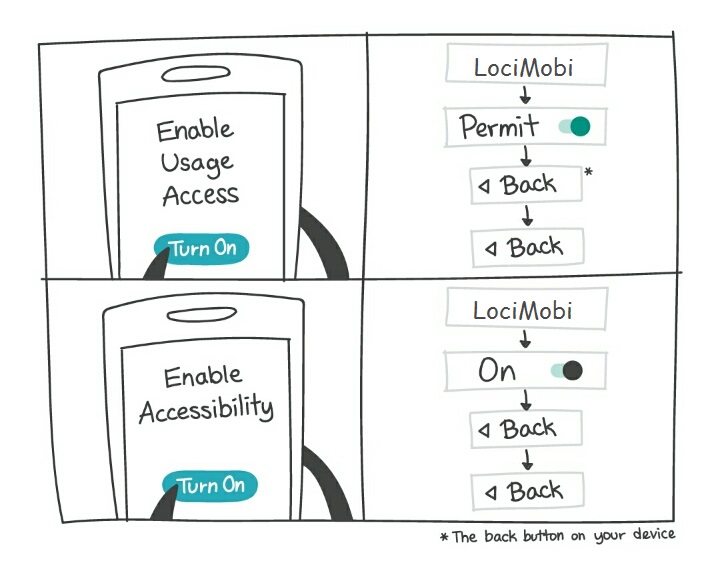 Enable
Usage
Access
Turn On
LociMobi
Permit
Back *
Back
Enable
Accessibility
Turn On
LociMobi
On
Back
Back
* The back button on your device